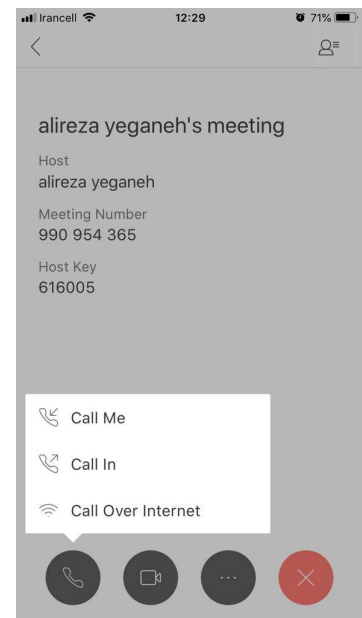 Irancell 12:29 71%
alireza yeganeh's meeting
Host
alireza yeganeh
Meeting Number
990 954 365
Host Key
616005
Call Me
Call In
Call Over Internet